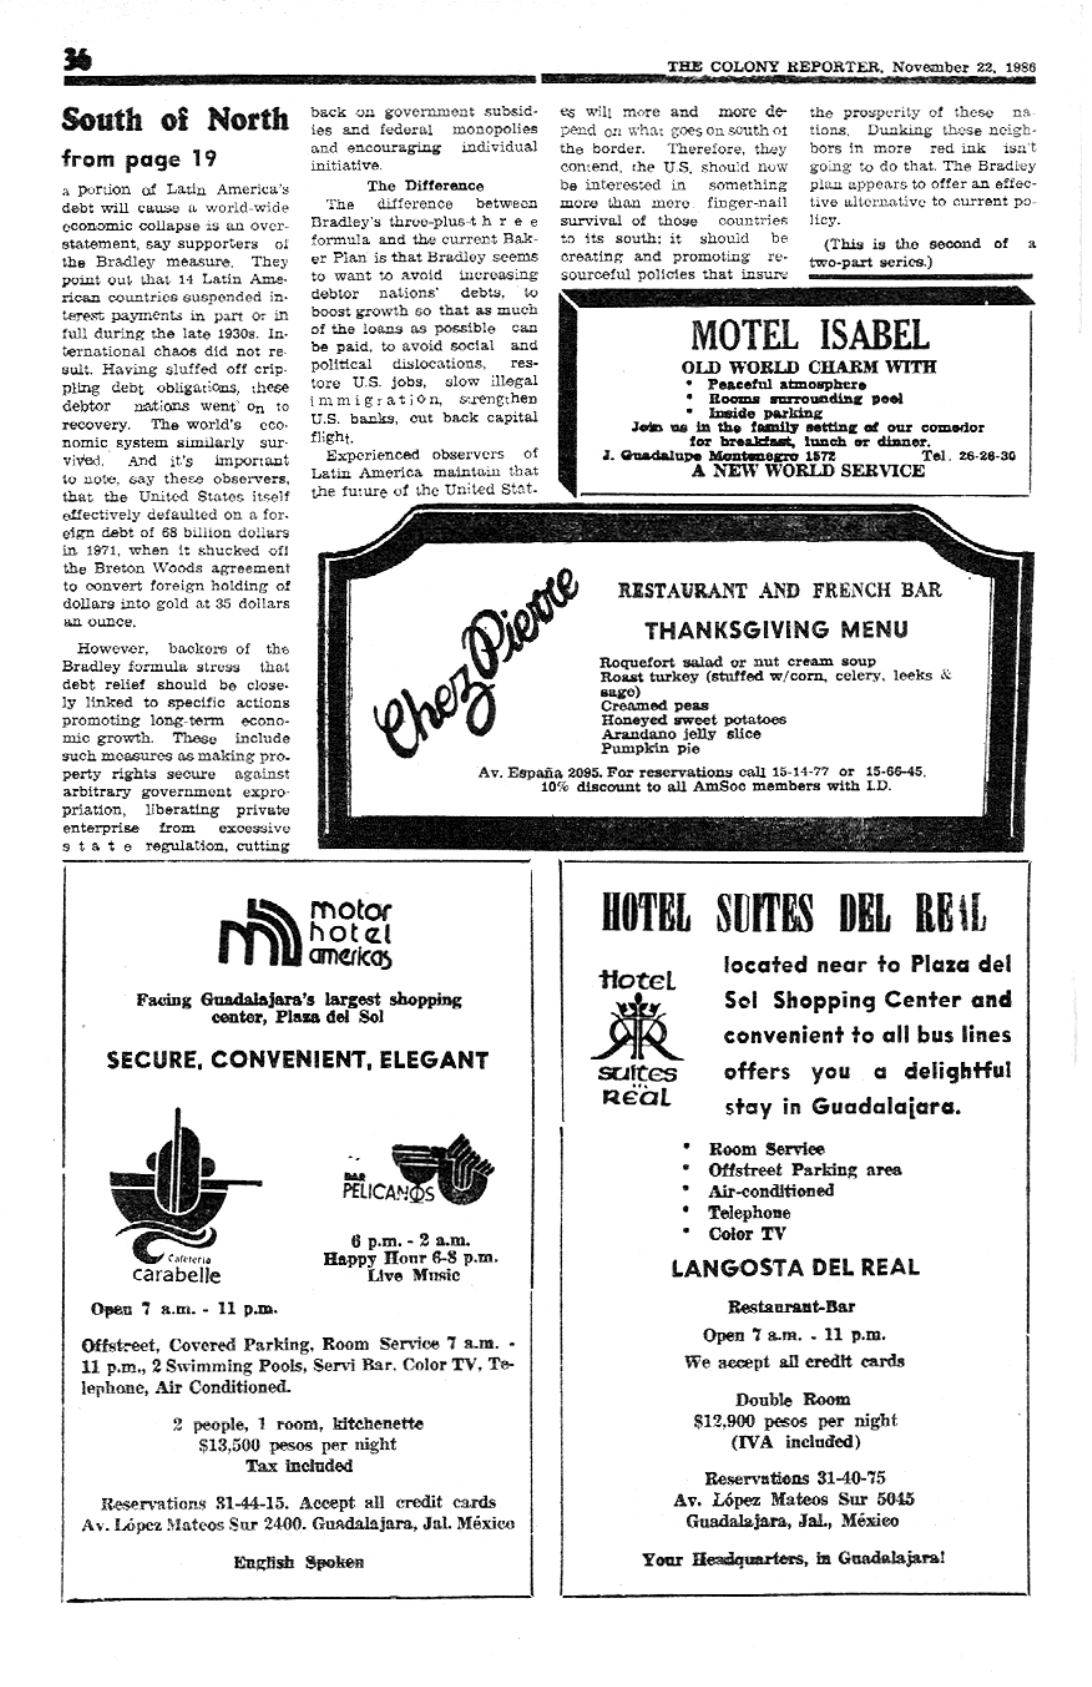 36
THE COLONY REPORTER, November 22, 1986
South of North
from page 19
a portion of Latin America's
debt will cause a world-wide
economic collapse is an over-
statement, say supporters of
the Bradley measure. They
point out that 14 Latin Ame-
rican countries suspended in-
terest payments in part or in
full during the late 1930s. In-
ternational chaos did not re-
sult. Having sluffed off crip-
pling debt obligations, these
debtor nations went on to
recovery. The world's eco-
nomic system similarly sur-
vived. And it's important
to note, say these observers,
that the United States itself
effectively defaulted on a for-
eign debt of 68 billion dollars
in 1971, when it shucked off
the Breton Woods agreement
to convert foreign holding of
dollars into gold at 35 dollars
an ounce.
However, backers of the
Bradley formula stress that
debt relief should be close-
ly linked to specific actions
promoting long-term econo-
mic growth. These include
such measures as making pro-
perty rights secure against
arbitrary government expro-
priation, liberating private
enterprise from excessive
state regulation, cutting
back on government subsid-
ies and federal monopolies
and encouraging individual
initiative.
The Difference
The difference between
Bradley's three-plus-three
formula and the current Bak-
er Plan is that Bradley seems
to want to avoid increasing
debtor nations' debts, to
boost growth so that as much
of the loans as possible can
be paid, to avoid social and
political dislocations, res-
tore U.S. jobs, slow illegal
immigration, strengthen
U.S. banks, cut back capital
flight.
Experienced observers of
Latin America maintain that
the future of the United Stat-
es will more and more de-
pend on what goes on south of
the border. Therefore, they
contend, the U.S. should now
be interested in something
more than mere finger-nail
survival of those countries
to its south; it should be
creating and promoting re-
sourceful policies that insure
the prosperity of these na-
tions. Dunking these neigh-
bors in more red ink isn't
going to do that. The Bradley
plan appears to offer an effec-
tive alternative to current po-
licy.
(This is the second of a
two-part series.)
MOTEL ISABEL
OLD WORLD CHARM WITH
* Peaceful atmosphere
* Rooms surrounding pool
* Inside parking
Join us in the family setting of our comedor
for breakfast, lunch or dinner.
J. Guadalupe Montenegro 1572 Tel. 26-26-30
A NEW WORLD SERVICE
Chez Pierre
RESTAURANT AND FRENCH BAR
THANKSGIVING MENU
Roquefort salad or nut cream soup
Roast turkey (stuffed w/corn, celery, leeks &
sage)
Creamed peas
Honeyed sweet potatoes
Arandano jelly slice
Pumpkin pie
Av. España 2095. For reservations call 15-14-77 or 15-66-45.
10% discount to all AmSoc members with I.D.
motor
hotel
americas
Facing Guadalajara's largest shopping
center, Plaza del Sol
SECURE, CONVENIENT, ELEGANT
Cafeteria
carabelle
Open 7 a.m. - 11 p.m.
BAR
PELICANOS
6 p.m. - 2 a.m.
Happy Hour 6-8 p.m.
Live Music
Offstreet, Covered Parking, Room Service 7 a.m. -
11 p.m., 2 Swimming Pools, Servi Bar, Color TV, Te-
lephone, Air Conditioned.
2 people, 1 room, kitchenette
$13,500 pesos per night
Tax included
Reservations 31-44-15. Accept all credit cards
Av. López Mateos Sur 2400. Guadalajara, Jal. México
English Spoken
HOTEL SUITES DEL REAL
Hotel
suites
REAL
located near to Plaza del
Sol Shopping Center and
convenient to all bus lines
offers you a delightful
stay in Guadalajara.
* Room Service
* Offstreet Parking area
* Air-conditioned
* Telephone
* Color TV
LANGOSTA DEL REAL
Restaurant-Bar
Open 7 a.m. - 11 p.m.
We accept all credit cards
Double Room
$12,900 pesos per night
(IVA included)
Reservations 31-40-75
Av. López Mateos Sur 5045
Guadalajara, Jal., México
Your Headquarters, in Guadalajara!